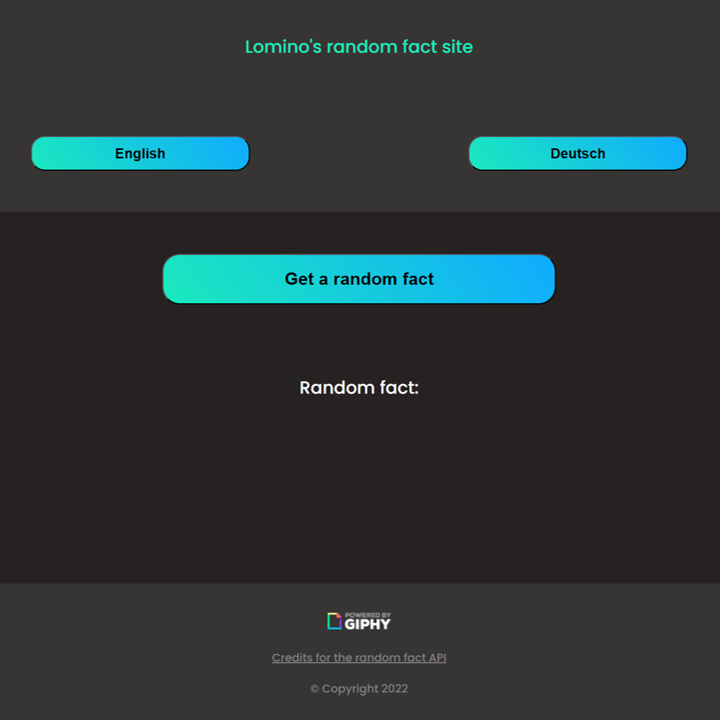 Lomino's random fact site
English
Deutsch
Get a random fact
Random fact:
POWERED BY
GIPHY
Credits for the random fact API
© Copyright 2022